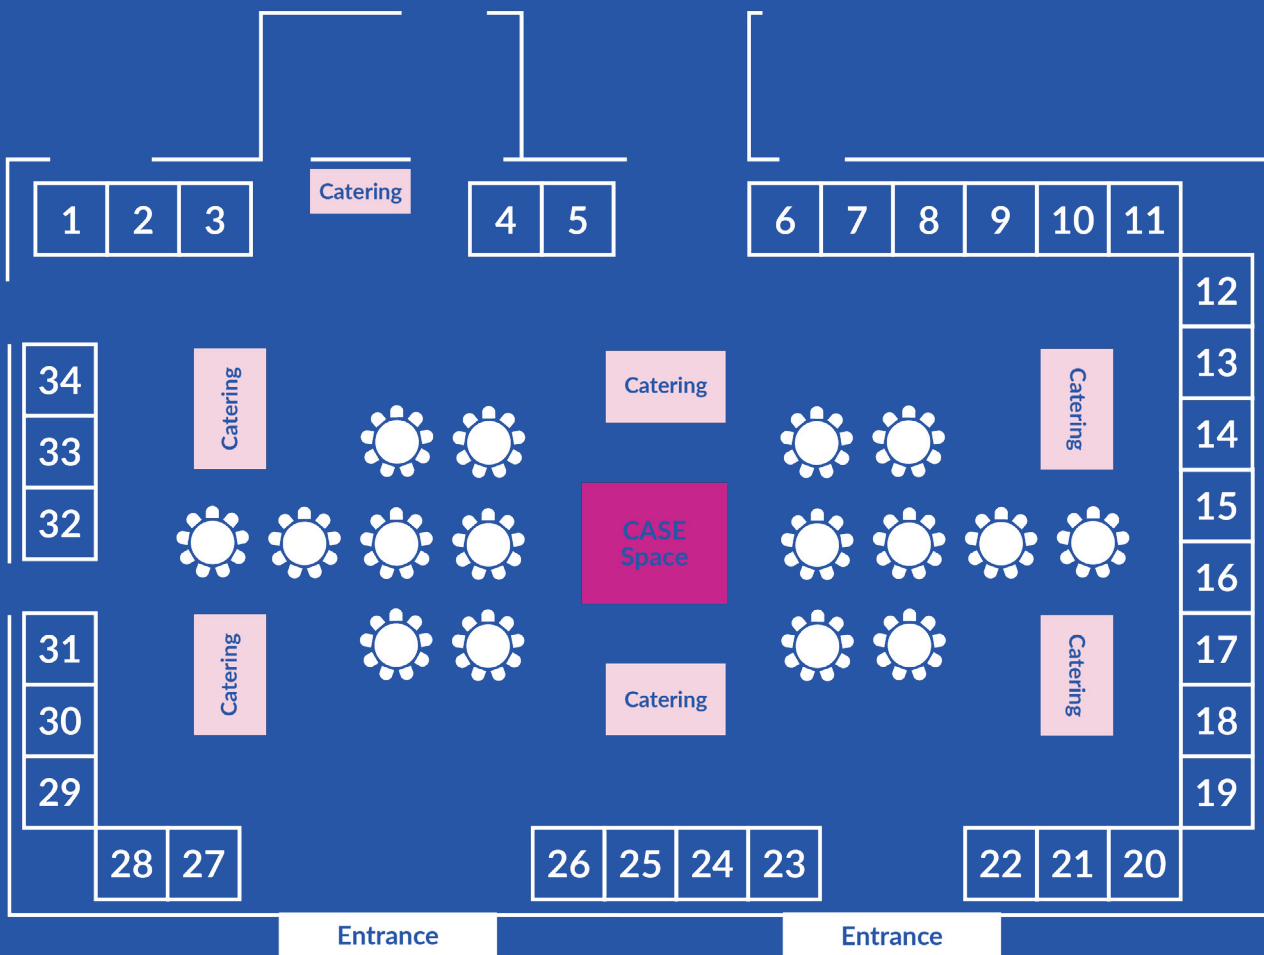 Catering
1 2 3 4 5 6 7 8 9 10 11
12
13
14
15
16
17
18
19
34
33
32
31
30
29
Catering
Catering
Catering
CASE
Space
Catering
Catering
Catering
28 27 26 25 24 23 22 21 20
Entrance
Entrance